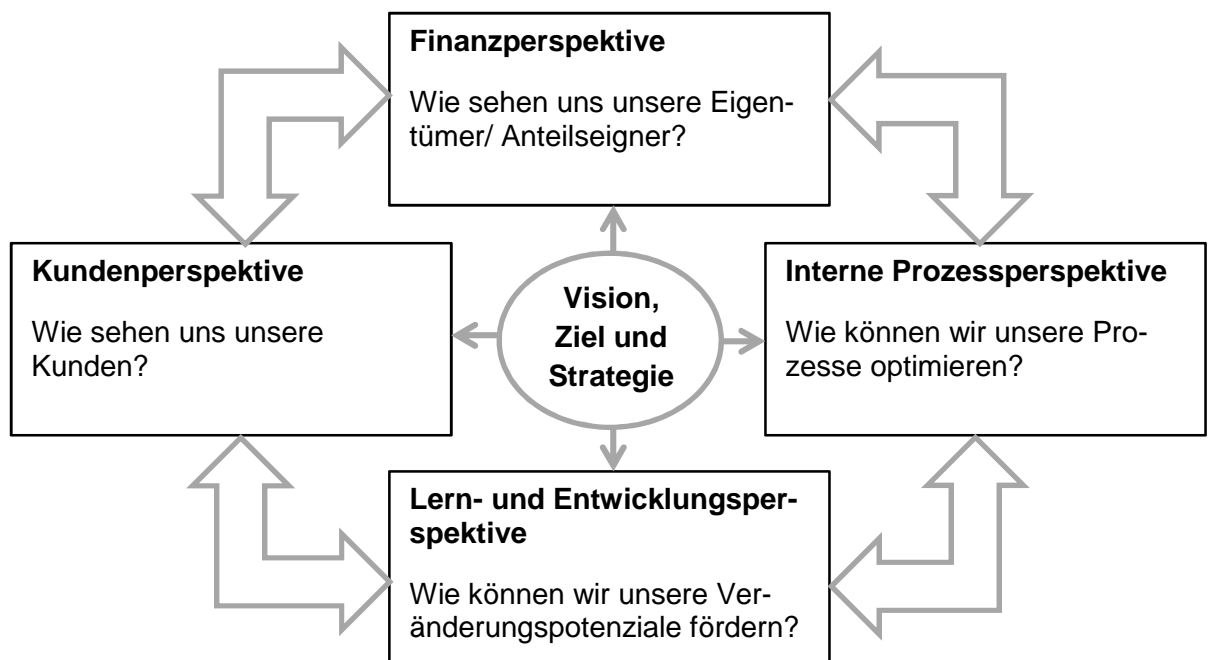 Finanzperspektive
Wie sehen uns unsere Eigen-
tümer/ Anteilseigner?
Kundenperspektive
Wie sehen uns unsere
Kunden?
Vision,
Ziel und
Strategie
Interne Prozessperspektive
Wie können wir unsere Pro-
zesse optimieren?
Lern- und Entwicklungsper-
spektive
Wie können wir unsere Ver-
änderungspotenziale fördern?